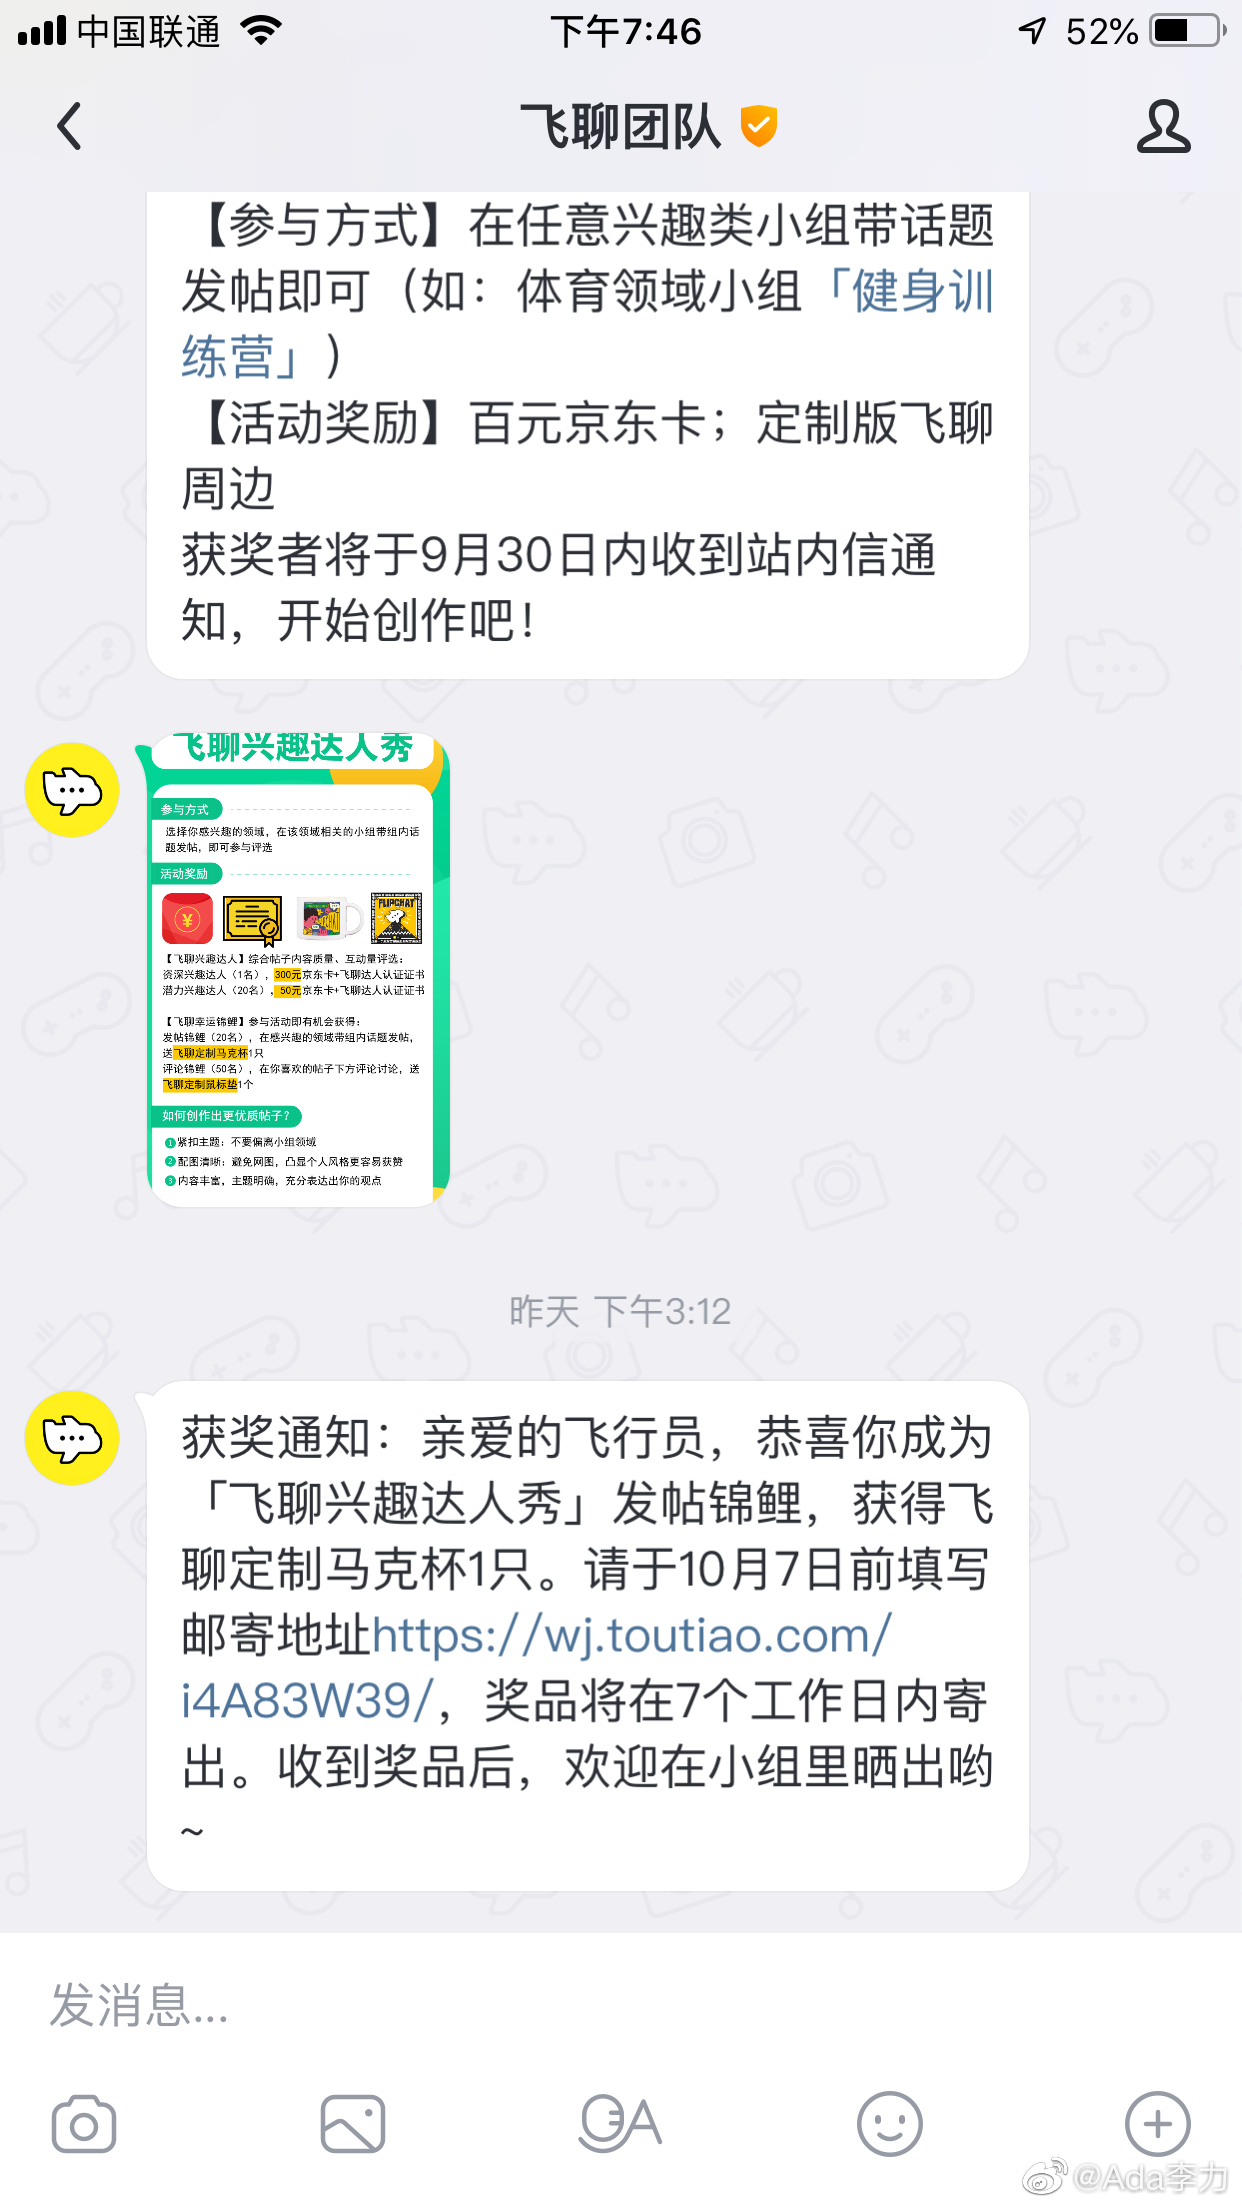 中国联通
下午7:46
52%
飞聊团队
【参与方式】在任意兴趣类小组带话题
发帖即可（如：体育领域小组「健身训
练营」）
【活动奖励】百元京东卡；定制版飞聊
周边
获奖者将于9月30日内收到站内信通
知，开始创作吧！
飞聊兴趣达人秀
参与方式
选择你感兴趣的领域，在该领域相关的小组带组内话
题发帖，即可参与评选
活动奖励
FLIPCHAT
【飞聊兴趣达人】综合帖子内容质量、互动量评选：
资深兴趣达人（1名），300元京东卡+飞聊达人认证证书
潜力兴趣达人（20名），50元京东卡+飞聊达人认证证书
【飞聊幸运锦鲤】参与活动即有机会获得：
发帖锦鲤（20名），在感兴趣的领域带组内话题发帖，
送飞聊定制马克杯1只
评论锦鲤（50名），在你喜欢的帖子下方评论讨论，送
飞聊定制鼠标垫1个
如何创作出更优质帖子？
1 紧扣主题：不要偏离小组领域
2 配图清晰：避免网图，凸显个人风格更容易获赞
3 内容丰富，主题明确，充分表达出你的观点
昨天 下午3:12
获奖通知：亲爱的飞行员，恭喜你成为
「飞聊兴趣达人秀」发帖锦鲤，获得飞
聊定制马克杯1只。请于10月7日前填写
邮寄地址https://wj.toutiao.com/
i4A83W39/，奖品将在7个工作日内寄
出。收到奖品后，欢迎在小组里晒出哟
~
发消息...
@Ada李力